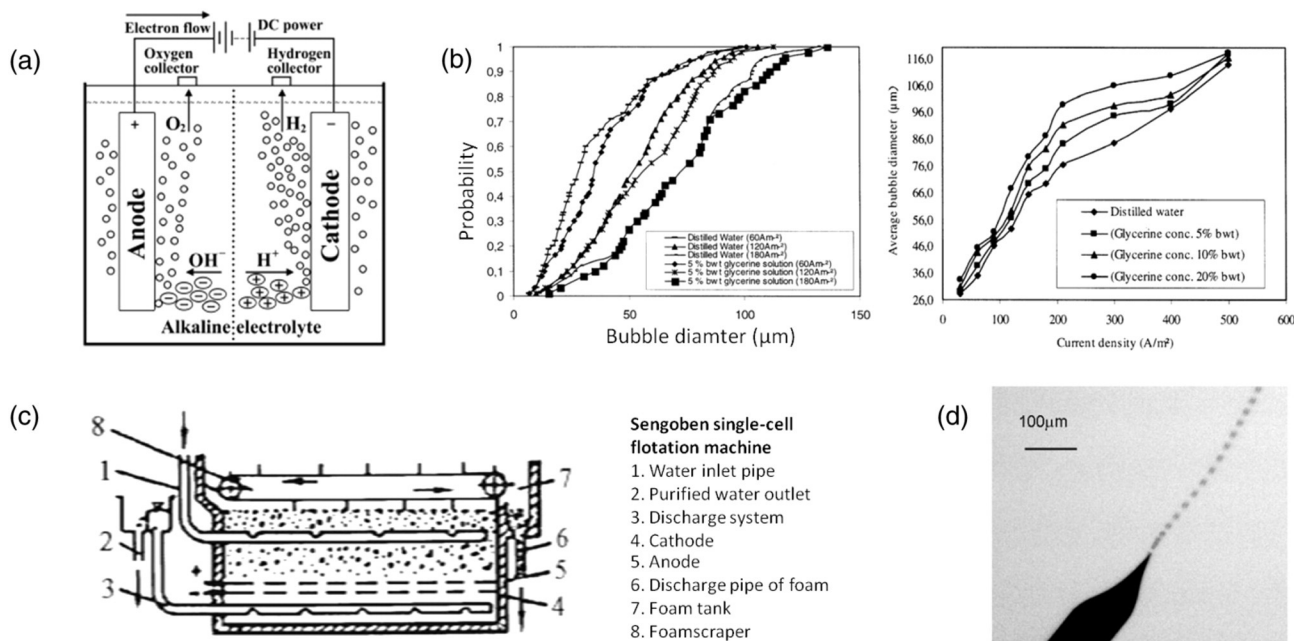 (a)
Electron flow
DC power
Oxygen
collector
Hydrogen
collector
+
O₂
H₂
−
Anode
Cathode
OH⁻
H⁺
Alkaline electrolyte
(b)
Probability
1
0,9
0,8
0,7
0,6
0,5
0,4
0,3
0,2
0,1
0
0
50
100
150
Bubble diamter (μm)
Distilled Water (60Am-²)
Distilled Water (120Am-²)
Distilled Water (180Am-²)
5 % bwt glycerine solution (60Am-²)
5 % bwt glycerine solution (120Am-²)
5 % bwt glycerine solution (180Am-²)
Average bubble diameter (μm)
116,0
106,0
96,0
86,0
76,0
66,0
56,0
46,0
36,0
26,0
0
100
200
300
400
500
600
Current density (A/m²)
Distilled water
(Glycerine conc. 5% bwt)
(Glycerine conc. 10% bwt)
(Glycerine conc. 20% bwt)
(c)
8
1
2
3
7
6
5
4
+
Sengoben single-cell
flotation machine
1. Water inlet pipe
2. Purified water outlet
3. Discharge system
4. Cathode
5. Anode
6. Discharge pipe of foam
7. Foam tank
8. Foamscraper
(d)
100μm